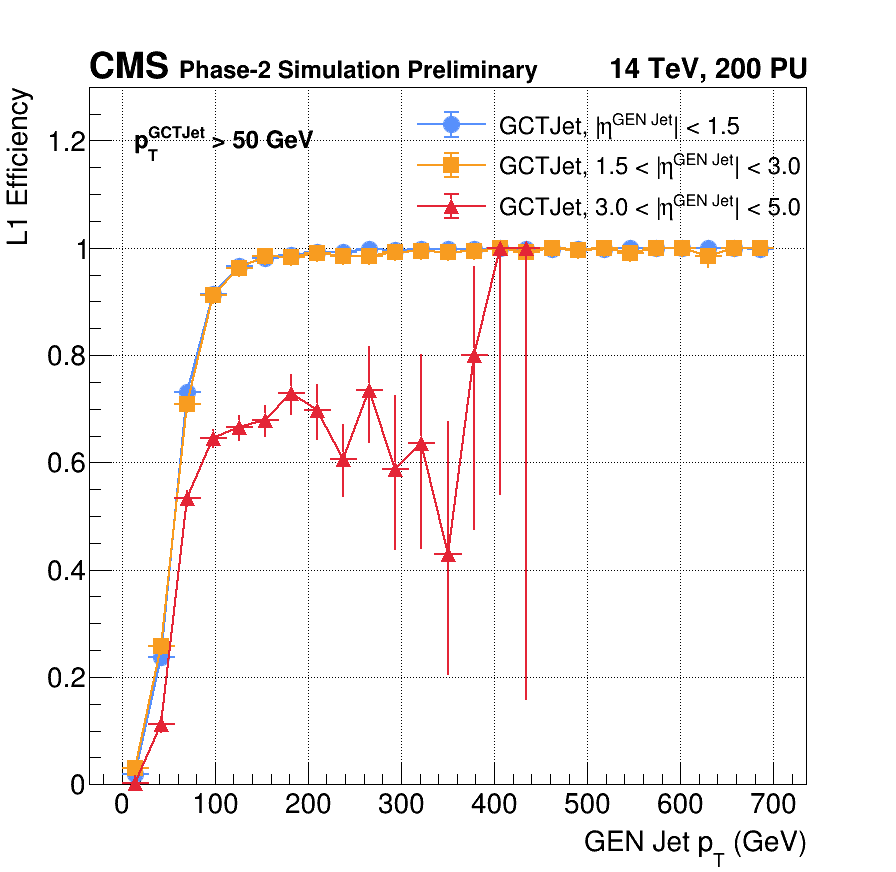 CMS Phase-2 Simulation Preliminary 14 TeV, 200 PU
L1 Efficiency
p_T^GCTJet > 50 GeV
GCTJet, |η^GEN Jet| < 1.5
GCTJet, 1.5 < |η^GEN Jet| < 3.0
GCTJet, 3.0 < |η^GEN Jet| < 5.0
1.2
1
0.8
0.6
0.4
0.2
0
0 100 200 300 400 500 600 700
GEN Jet p_T (GeV)